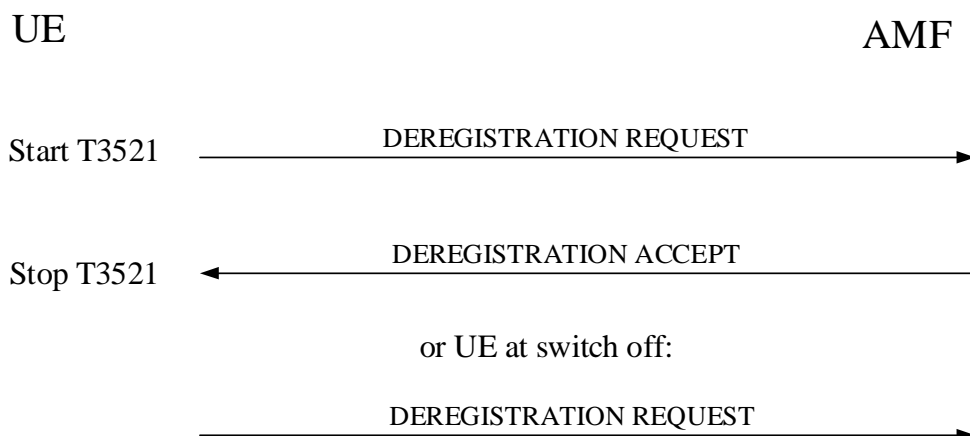 UE
AMF
Start T3521
DEREGISTRATION REQUEST
Stop T3521
DEREGISTRATION ACCEPT
or UE at switch off:
DEREGISTRATION REQUEST